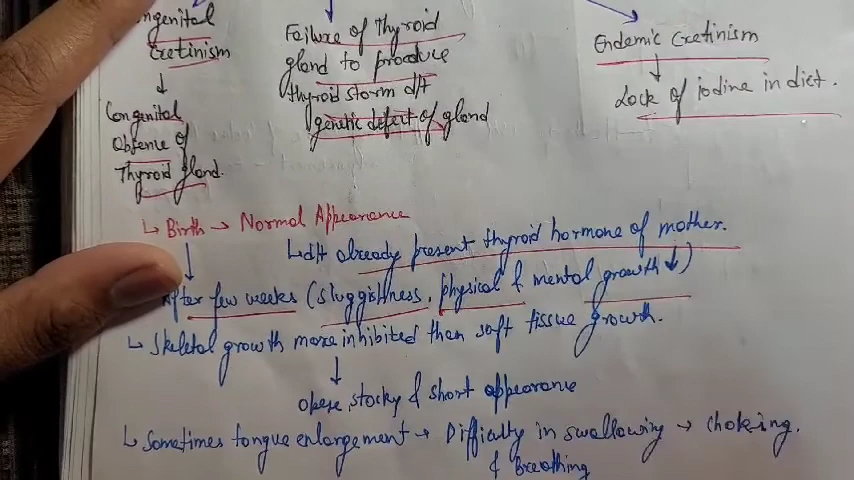 ngenital
Cretinism
Congenital
Absence of
Thyroid gland.
Failure of Thyroid
gland to produce
thyroid storm d/t
genetic defect of gland
Endemic Cretinism
Lack of iodine in diet.
↳ Birth → Normal Appearance
↳ d/t already present thyroid hormone of mother.
After few weeks (sluggishness, physical & mental growth ↓)
↳ Skeletal growth more inhibited than soft tissue growth.
obese, stocky & short appearance
↳ Sometimes tongue enlargement → Difficulty in swallowing → choking.
& Breathing